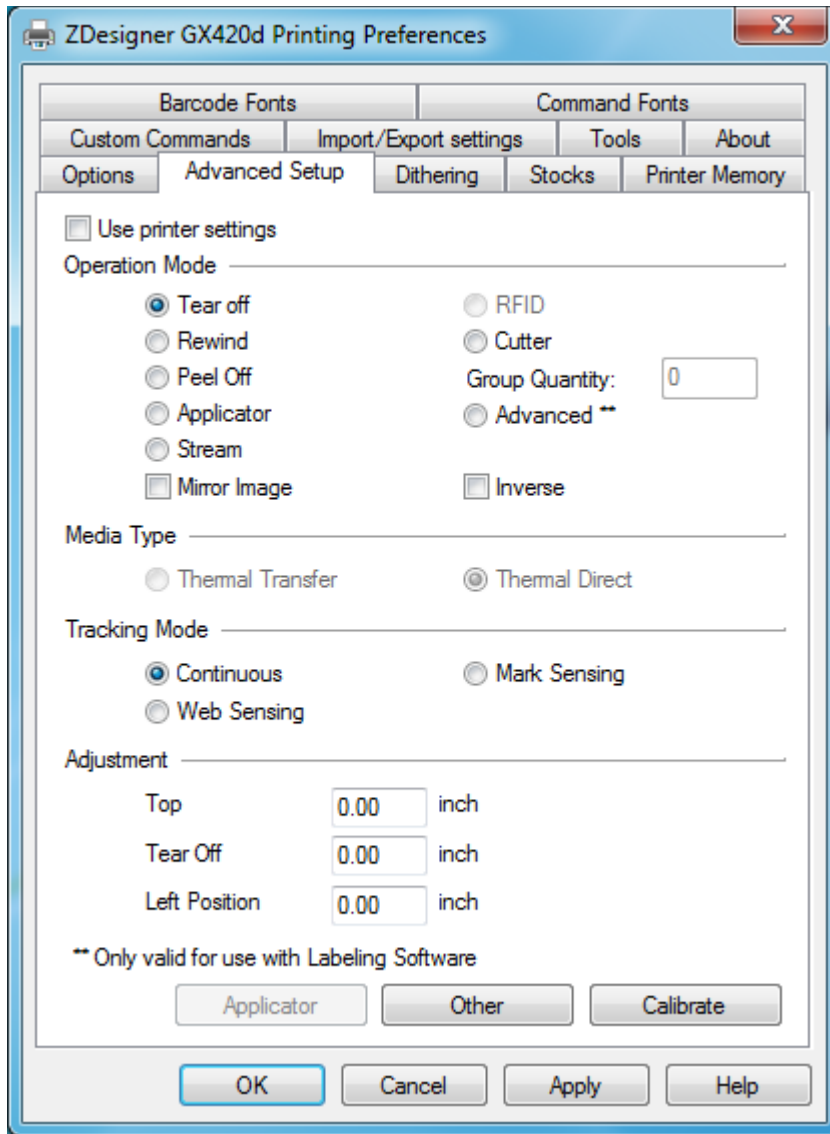 ZDesigner GX420d Printing Preferences
Barcode Fonts Command Fonts
Custom Commands Import/Export settings Tools About
Options Advanced Setup Dithering Stocks Printer Memory
Use printer settings
Operation Mode
Tear off RFID
Rewind Cutter
Peel Off Group Quantity: 0
Applicator Advanced **
Stream
Mirror Image Inverse
Media Type
Thermal Transfer Thermal Direct
Tracking Mode
Continuous Mark Sensing
Web Sensing
Adjustment
Top 0.00 inch
Tear Off 0.00 inch
Left Position 0.00 inch
** Only valid for use with Labeling Software
Applicator Other Calibrate
OK Cancel Apply Help